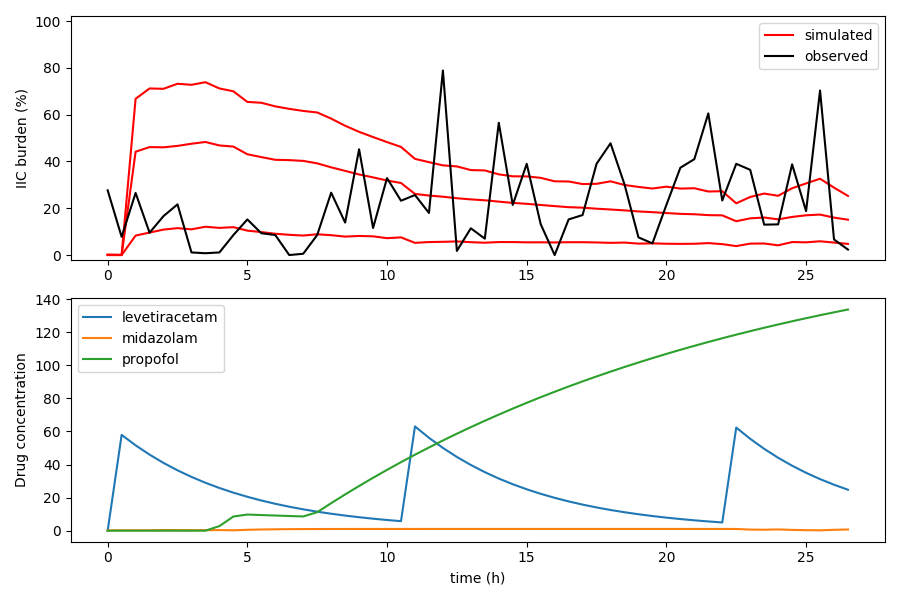 100
80
60
40
20
0
IIC burden (%)
simulated
observed
0 5 10 15 20 25
140
120
100
80
60
40
20
0
Drug concentration
levetiracetam
midazolam
propofol
0 5 10 15 20 25
time (h)